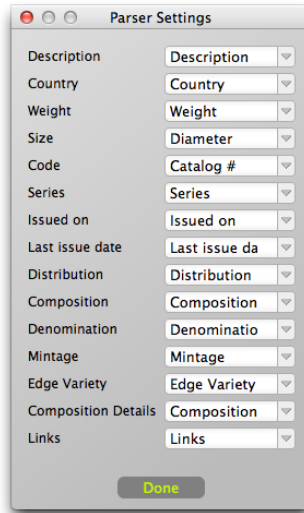 Parser Settings
Description Description
Country Country
Weight Weight
Size Diameter
Code Catalog #
Series Series
Issued on Issued on
Last issue date Last issue da
Distribution Distribution
Composition Composition
Denomination Denominatio
Mintage Mintage
Edge Variety Edge Variety
Composition Details Composition
Links Links
Done